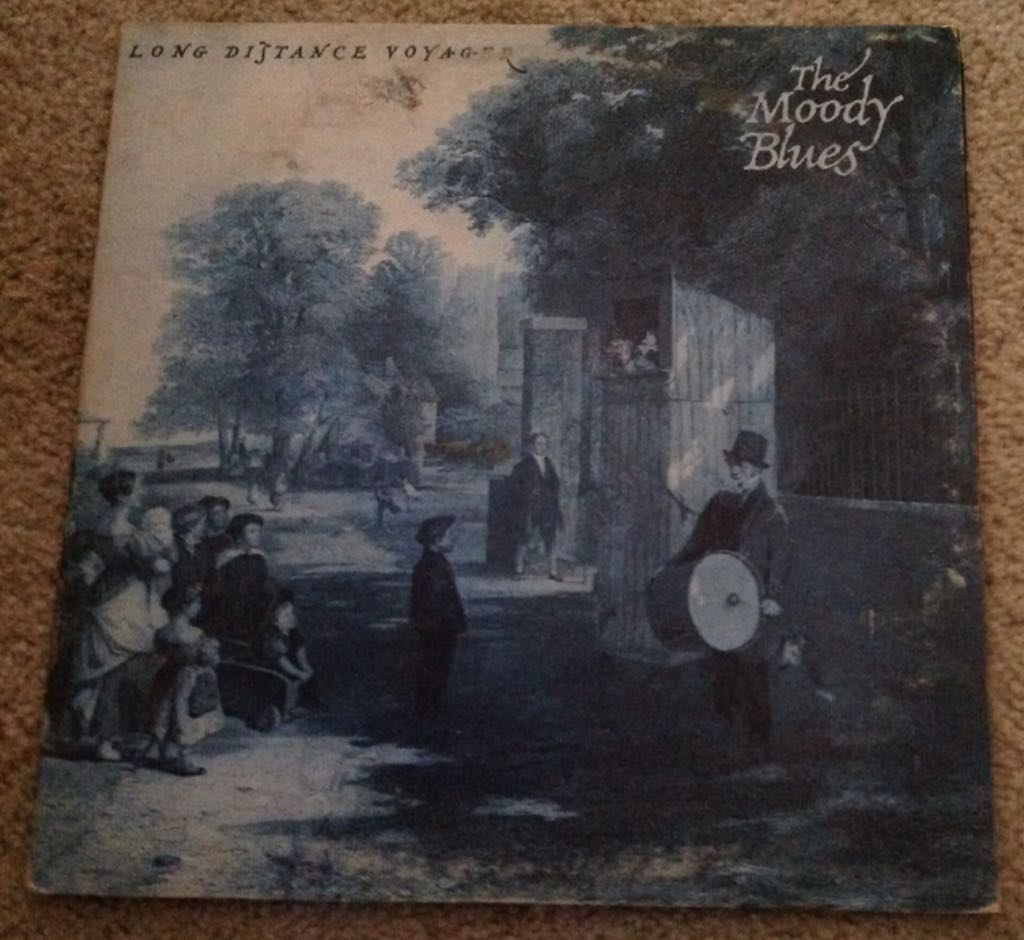 LONG DISTANCE VOYAGER
The
Moody
Blues